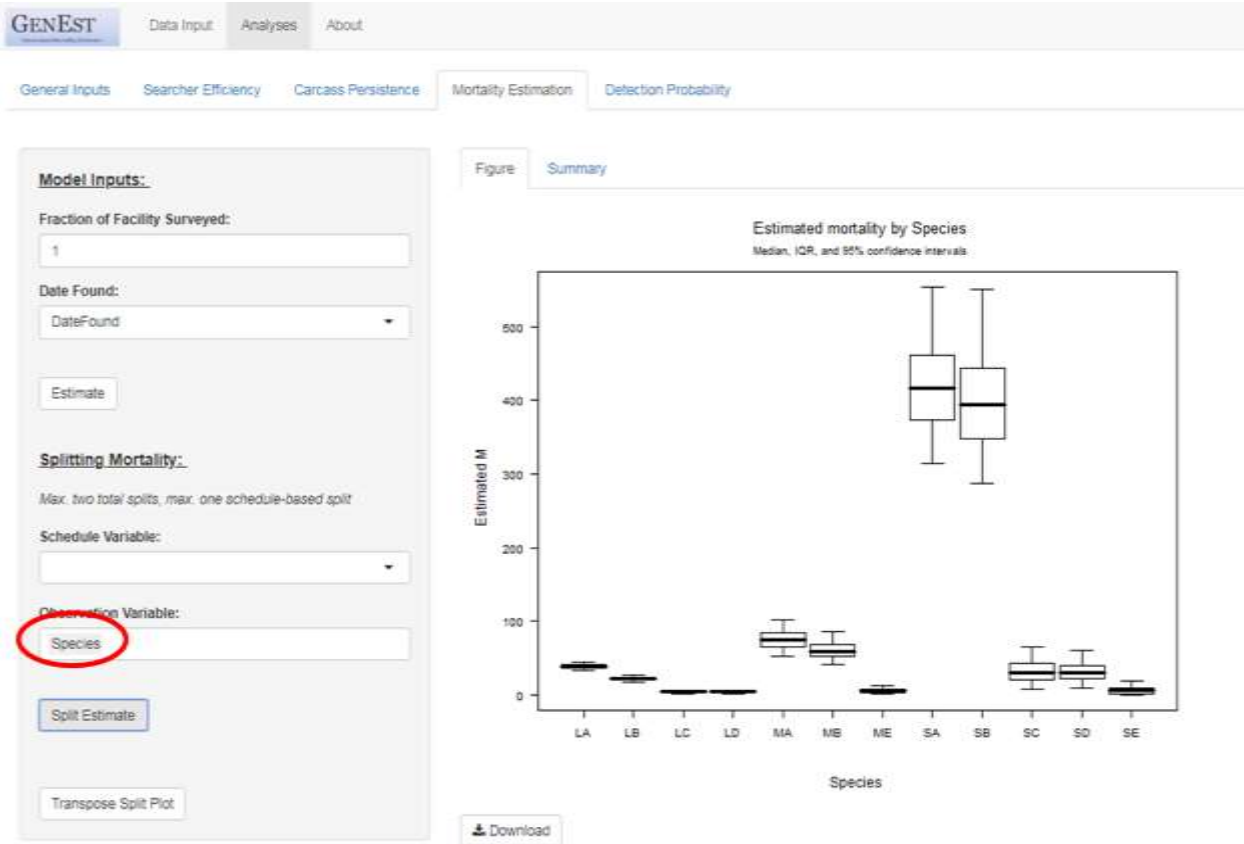 GENEST
Data Input Analyses About
General Inputs Searcher Efficiency Carcass Persistence Mortality Estimation Detection Probability
Model Inputs:
Fraction of Facility Surveyed:
1
Date Found:
DateFound
Estimate
Splitting Mortality:
Max. two total splits, max. one schedule-based split
Schedule Variable:
Observation Variable:
Species
Split Estimate
Transpose Split Plot
Figure Summary
Estimated mortality by Species
Median, IQR, and 95% confidence intervals
Estimated M
500
400
300
200
100
0
LA LB LC LD MA MB ME SA SB SC SD SE
Species
Download